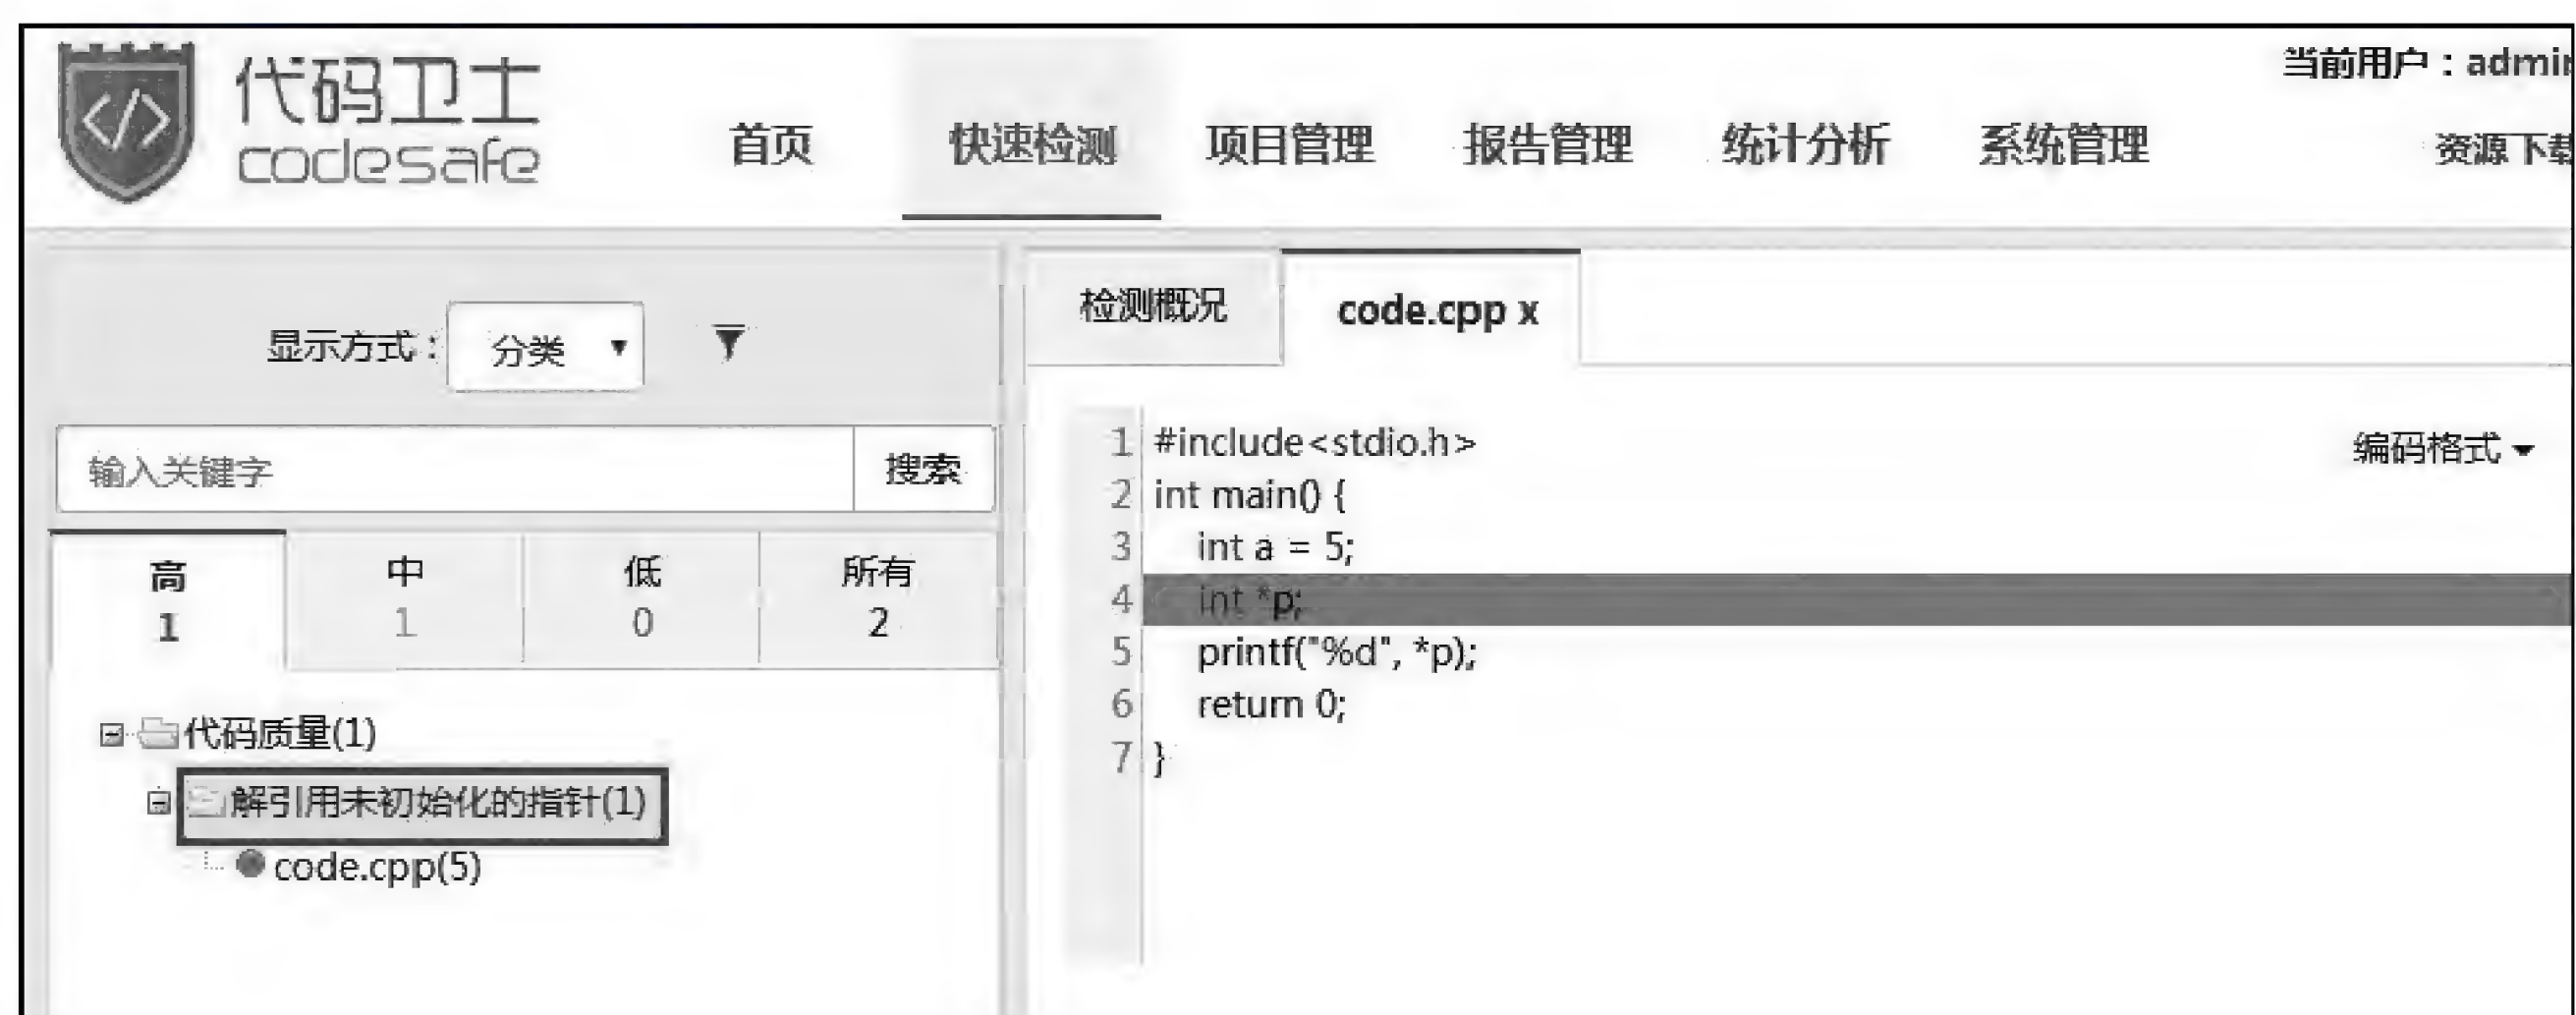 当前用户：admin
代码卫士
codesafe
首页 快速检测 项目管理 报告管理 统计分析 系统管理 资源下载
检测概况 code.cpp x
显示方式： 分类
输入关键字 搜索
编码格式
高 中 低 所有
1 1 0 2
代码质量(1)
解引用未初始化的指针(1)
code.cpp(5)
1 #include<stdio.h>
2 int main() {
3 int a = 5;
4 int *p;
5 printf("%d", *p);
6 return 0;
7 }